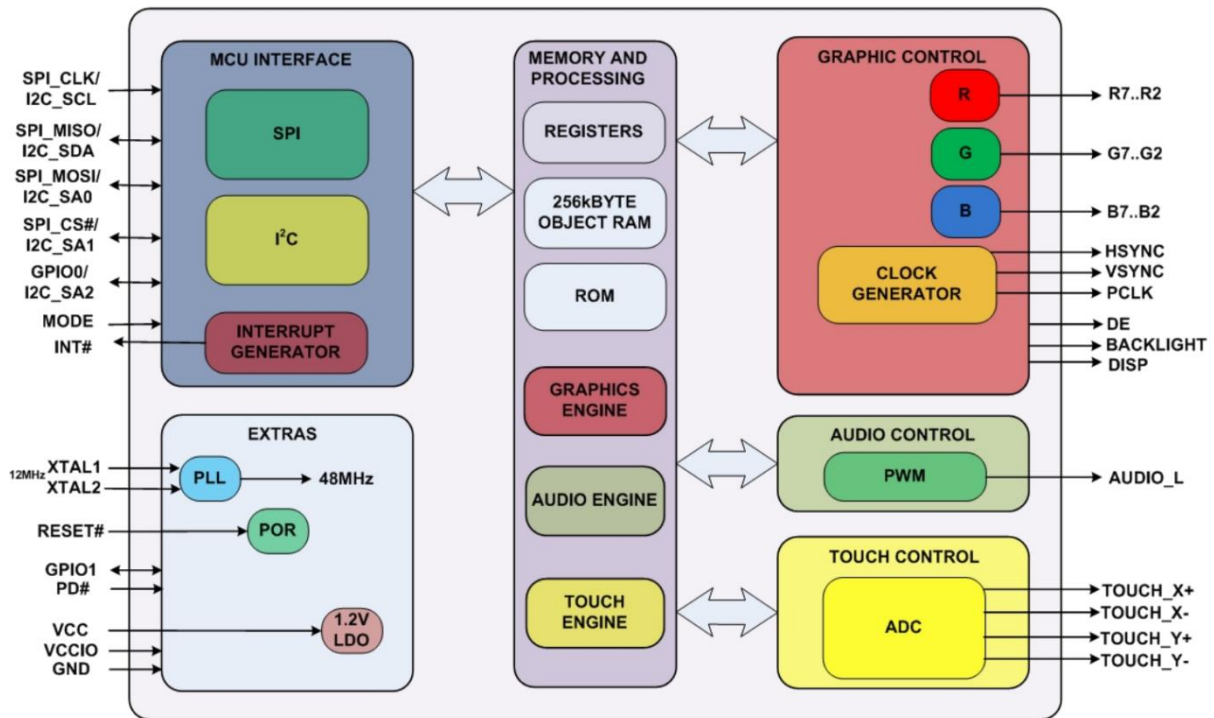 SPI_CLK/
I2C_SCL
SPI_MISO/
I2C_SDA
SPI_MOSI/
I2C_SA0
SPI_CS#/
I2C_SA1
GPIO0/
I2C_SA2
MODE
INT#
MCU INTERFACE
SPI
I²C
INTERRUPT
GENERATOR
12MHz
XTAL1
XTAL2
RESET#
GPIO1
PD#
VCC
VCCIO
GND
EXTRAS
PLL
48MHz
POR
1.2V
LDO
MEMORY AND
PROCESSING
REGISTERS
256kBYTE
OBJECT RAM
ROM
GRAPHICS
ENGINE
AUDIO ENGINE
TOUCH
ENGINE
GRAPHIC CONTROL
R
G
B
CLOCK
GENERATOR
R7..R2
G7..G2
B7..B2
HSYNC
VSYNC
PCLK
DE
BACKLIGHT
DISP
AUDIO CONTROL
PWM
AUDIO_L
TOUCH CONTROL
ADC
TOUCH_X+
TOUCH_X-
TOUCH_Y+
TOUCH_Y-